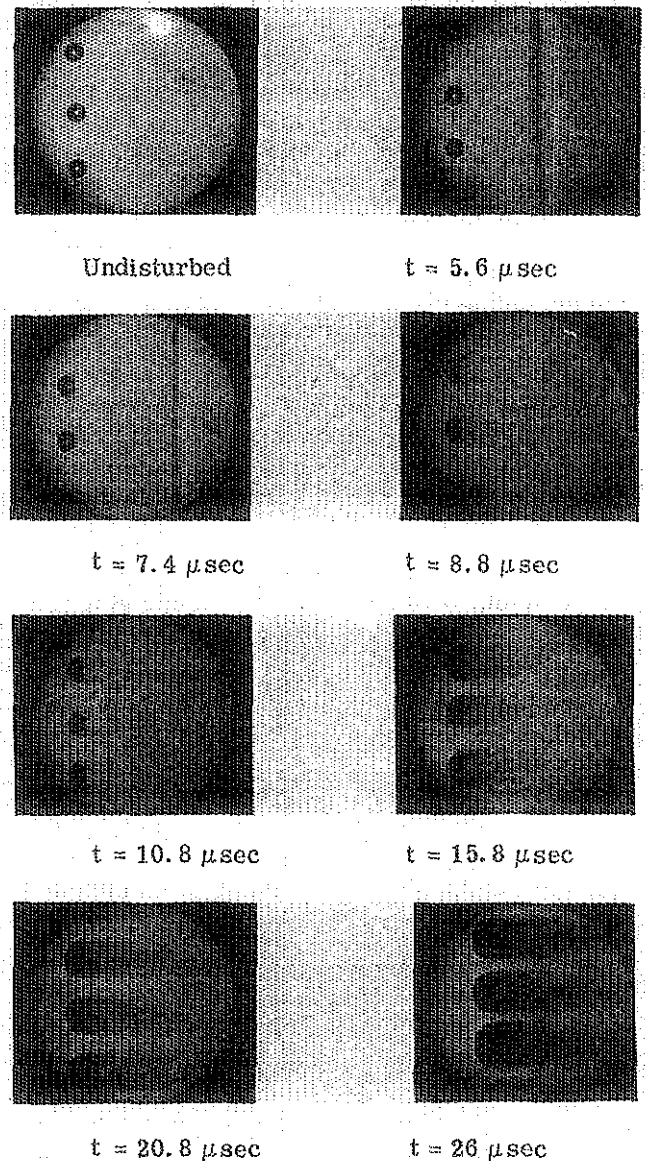 Undisturbed t = 5.6 μsec
t = 7.4 μsec t = 8.8 μsec
t = 10.8 μsec t = 15.8 μsec
t = 20.8 μsec t = 26 μsec